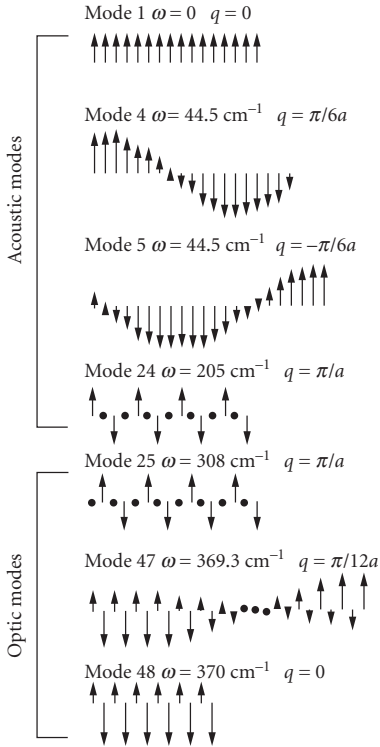 Mode 1 ω = 0 q = 0
Mode 4 ω = 44.5 cm⁻¹ q = π/6a
Mode 5 ω = 44.5 cm⁻¹ q = –π/6a
Mode 24 ω = 205 cm⁻¹ q = π/a
Acoustic modes
Mode 25 ω = 308 cm⁻¹ q = π/a
Mode 47 ω = 369.3 cm⁻¹ q = π/12a
Mode 48 ω = 370 cm⁻¹ q = 0
Optic modes